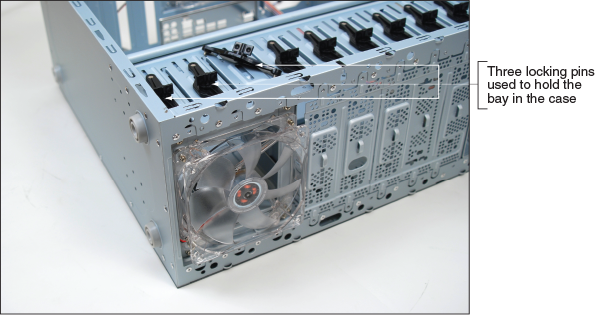 Three locking pins
used to hold the
bay in the case